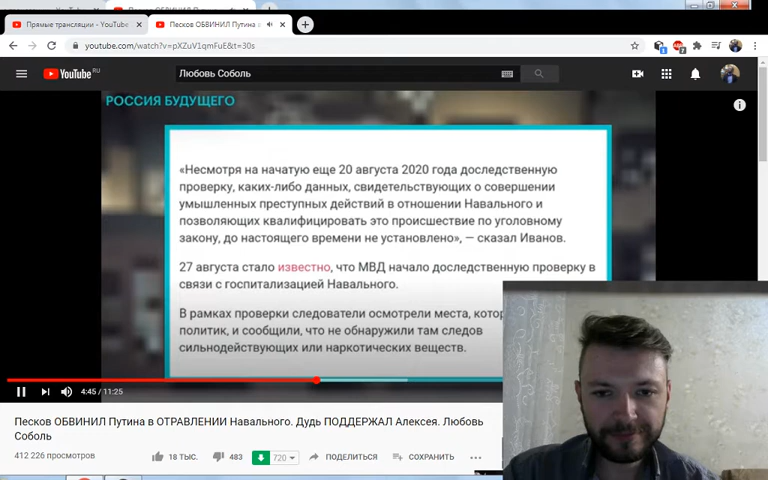 Прямые трансляции - YouTube
Песков ОБВИНИЛ Путина в
youtube.com/watch?v=pXZuV1qmFuE&t=30s
YouTube RU
Любовь Соболь
РОССИЯ БУДУЩЕГО
«Несмотря на начатую еще 20 августа 2020 года доследственную
проверку, каких-либо данных, свидетельствующих о совершении
умышленных преступных действий в отношении Навального и
позволяющих квалифицировать это происшествие по уголовному
закону, до настоящего времени не установлено», — сказал Иванов.
27 августа стало известно, что МВД начало доследственную проверку в
связи с госпитализацией Навального.
В рамках проверки следователи осмотрели места,
политик, и сообщили, что не обнаружили там следов
сильнодействующих или наркотических веществ.
4:45 / 11:25
Песков ОБВИНИЛ Путина в ОТРАВЛЕНИИ Навального. Дудь ПОДДЕРЖАЛ Алексея. Любовь
Соболь
412 226 просмотров
18 ТЫС. 483 720 ПОДЕЛИТЬСЯ СОХРАНИТЬ